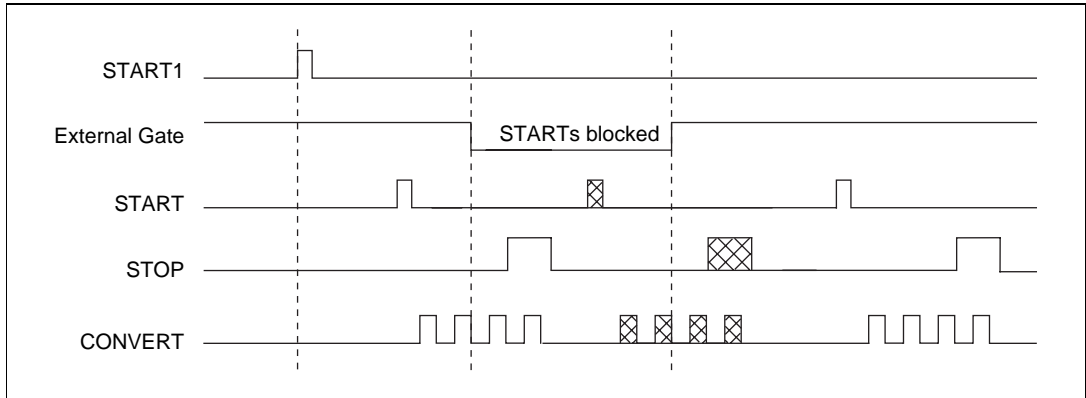 START1
External Gate
STARTs blocked
START
STOP
CONVERT